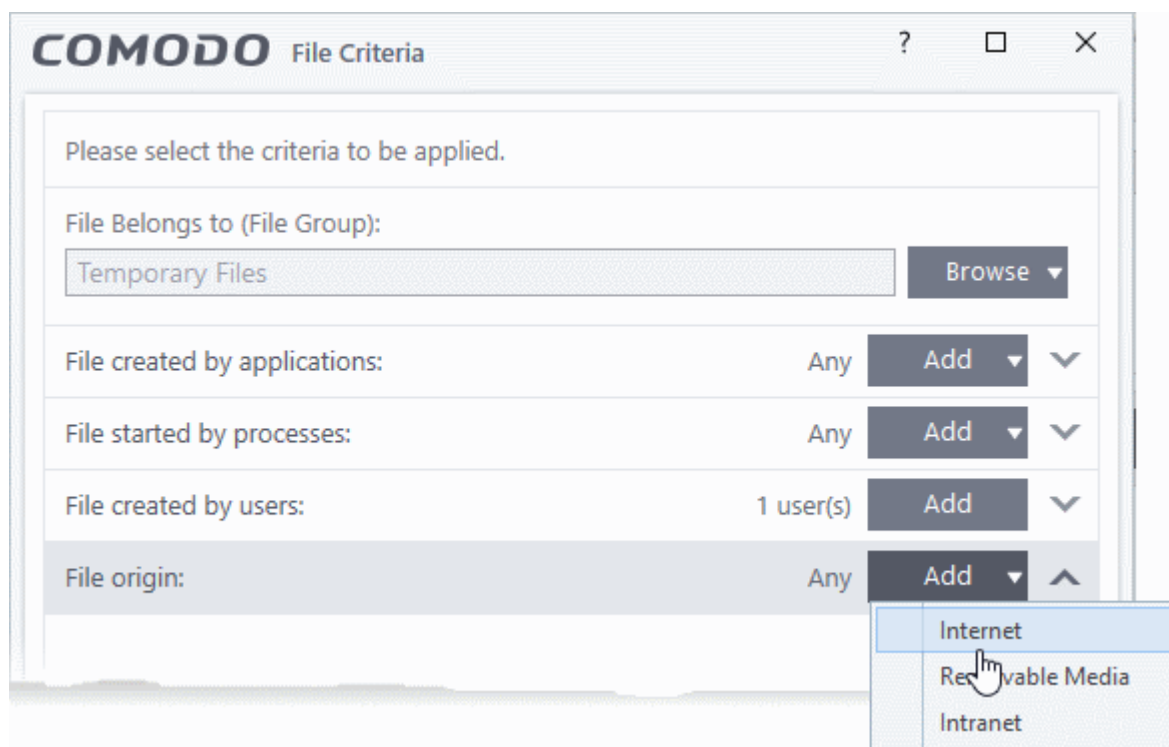 COMODO File Criteria ?
Please select the criteria to be applied.
File Belongs to (File Group):
Temporary Files Browse
File created by applications: Any Add
File started by processes: Any Add
File created by users: 1 user(s) Add
File origin: Any Add
Internet
Media
Intranet